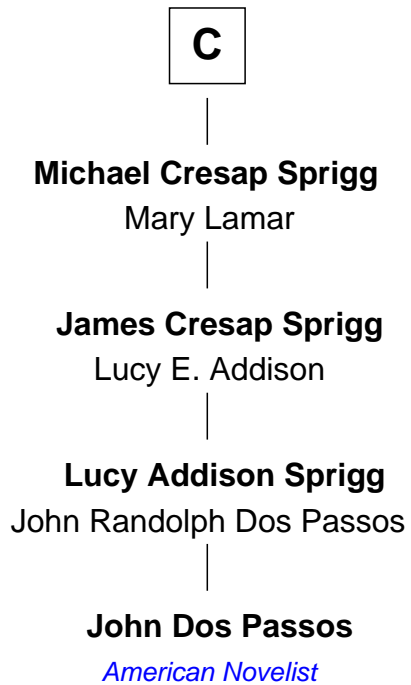 C
Michael Cresap Sprigg
Mary Lamar
James Cresap Sprigg
Lucy E. Addison
Lucy Addison Sprigg
John Randolph Dos Passos
John Dos Passos
American Novelist